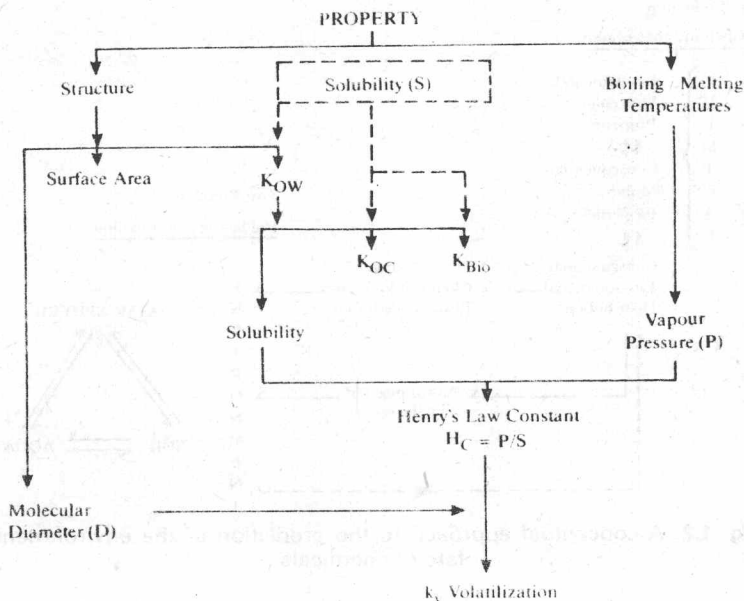 PROPERTY
Structure
Solubility (S)
Boiling Melting
Temperatures
Surface Area
K_OW
K_OC
K_Bio
Solubility
Vapour
Pressure (P)
Henry's Law Constant
H_C = P/S
Molecular
Diameter (D)
k_v Volatilization